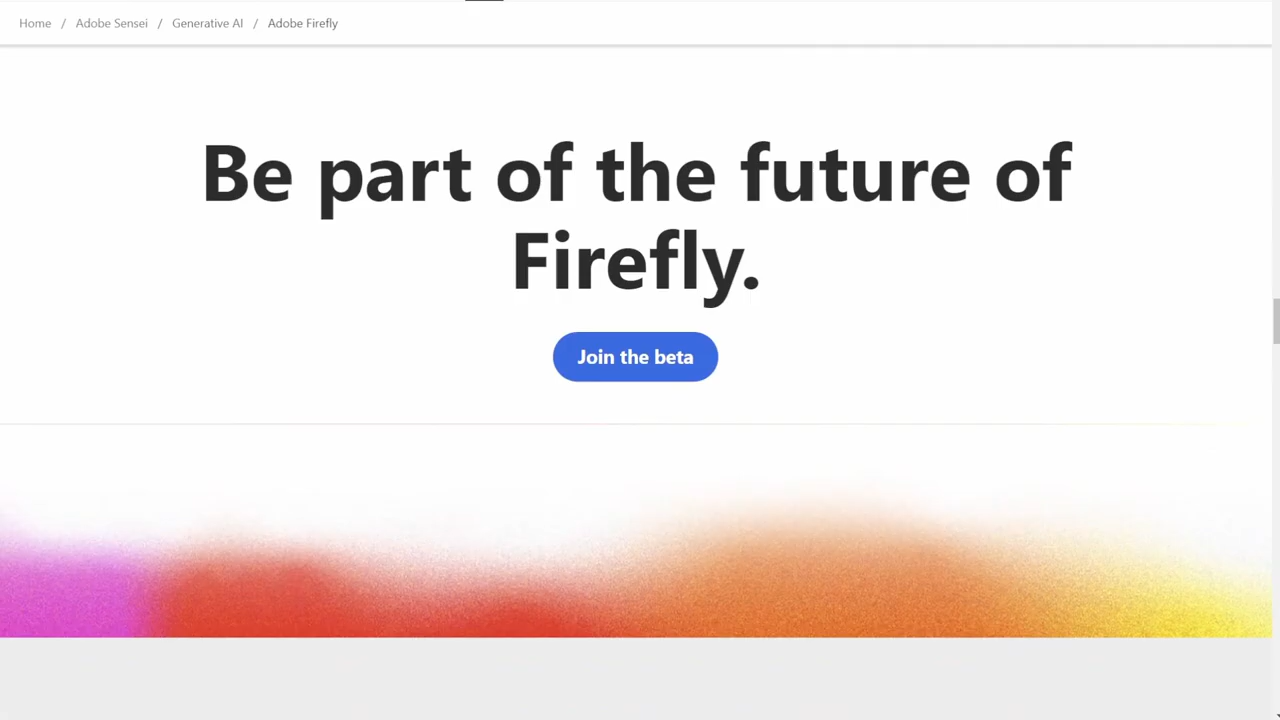 Home / Adobe Sensei / Generative AI / Adobe Firefly
Be part of the future of
Firefly.
Join the beta